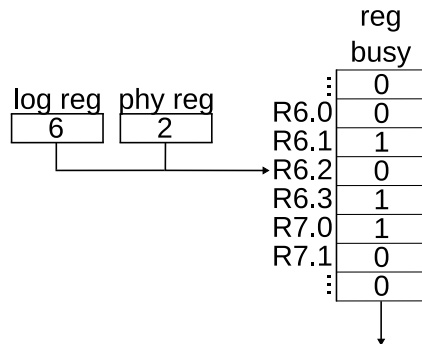 reg
busy
log reg
phy reg
6
2
⋮ 0
R6.0 0
R6.1 1
R6.2 0
R6.3 1
R7.0 1
R7.1 0
⋮ 0